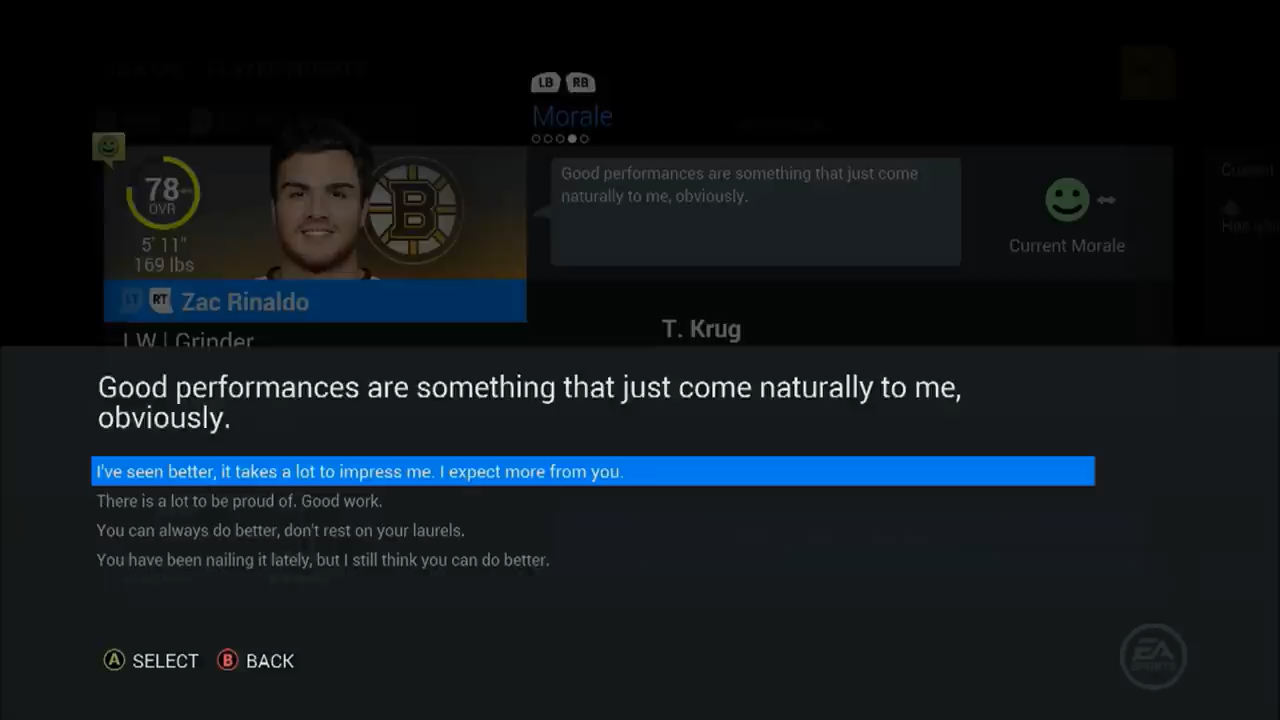 LB RB
Morale
78
OVR
5' 11"
169 lbs
LT RT Zac Rinaldo
LW | Grinder
Good performances are something that just come
naturally to me, obviously.
Current Morale
T. Krug
Good performances are something that just come naturally to me,
obviously.
I've seen better, it takes a lot to impress me. I expect more from you.
There is a lot to be proud of. Good work.
You can always do better, don't rest on your laurels.
You have been nailing it lately, but I still think you can do better.
A SELECT B BACK
EA
SPORTS